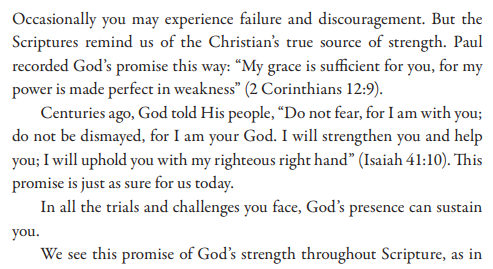 Occasionally you may experience failure and discouragement. But the
Scriptures remind us of the Christian’s true source of strength. Paul
recorded God’s promise this way: “My grace is sufficient for you, for my
power is made perfect in weakness” (2 Corinthians 12:9).
Centuries ago, God told His people, “Do not fear, for I am with you;
do not be dismayed, for I am your God. I will strengthen you and help
you; I will uphold you with my righteous right hand” (Isaiah 41:10). This
promise is just as sure for us today.
In all the trials and challenges you face, God’s presence can sustain
you.
We see this promise of God’s strength throughout Scripture, as in